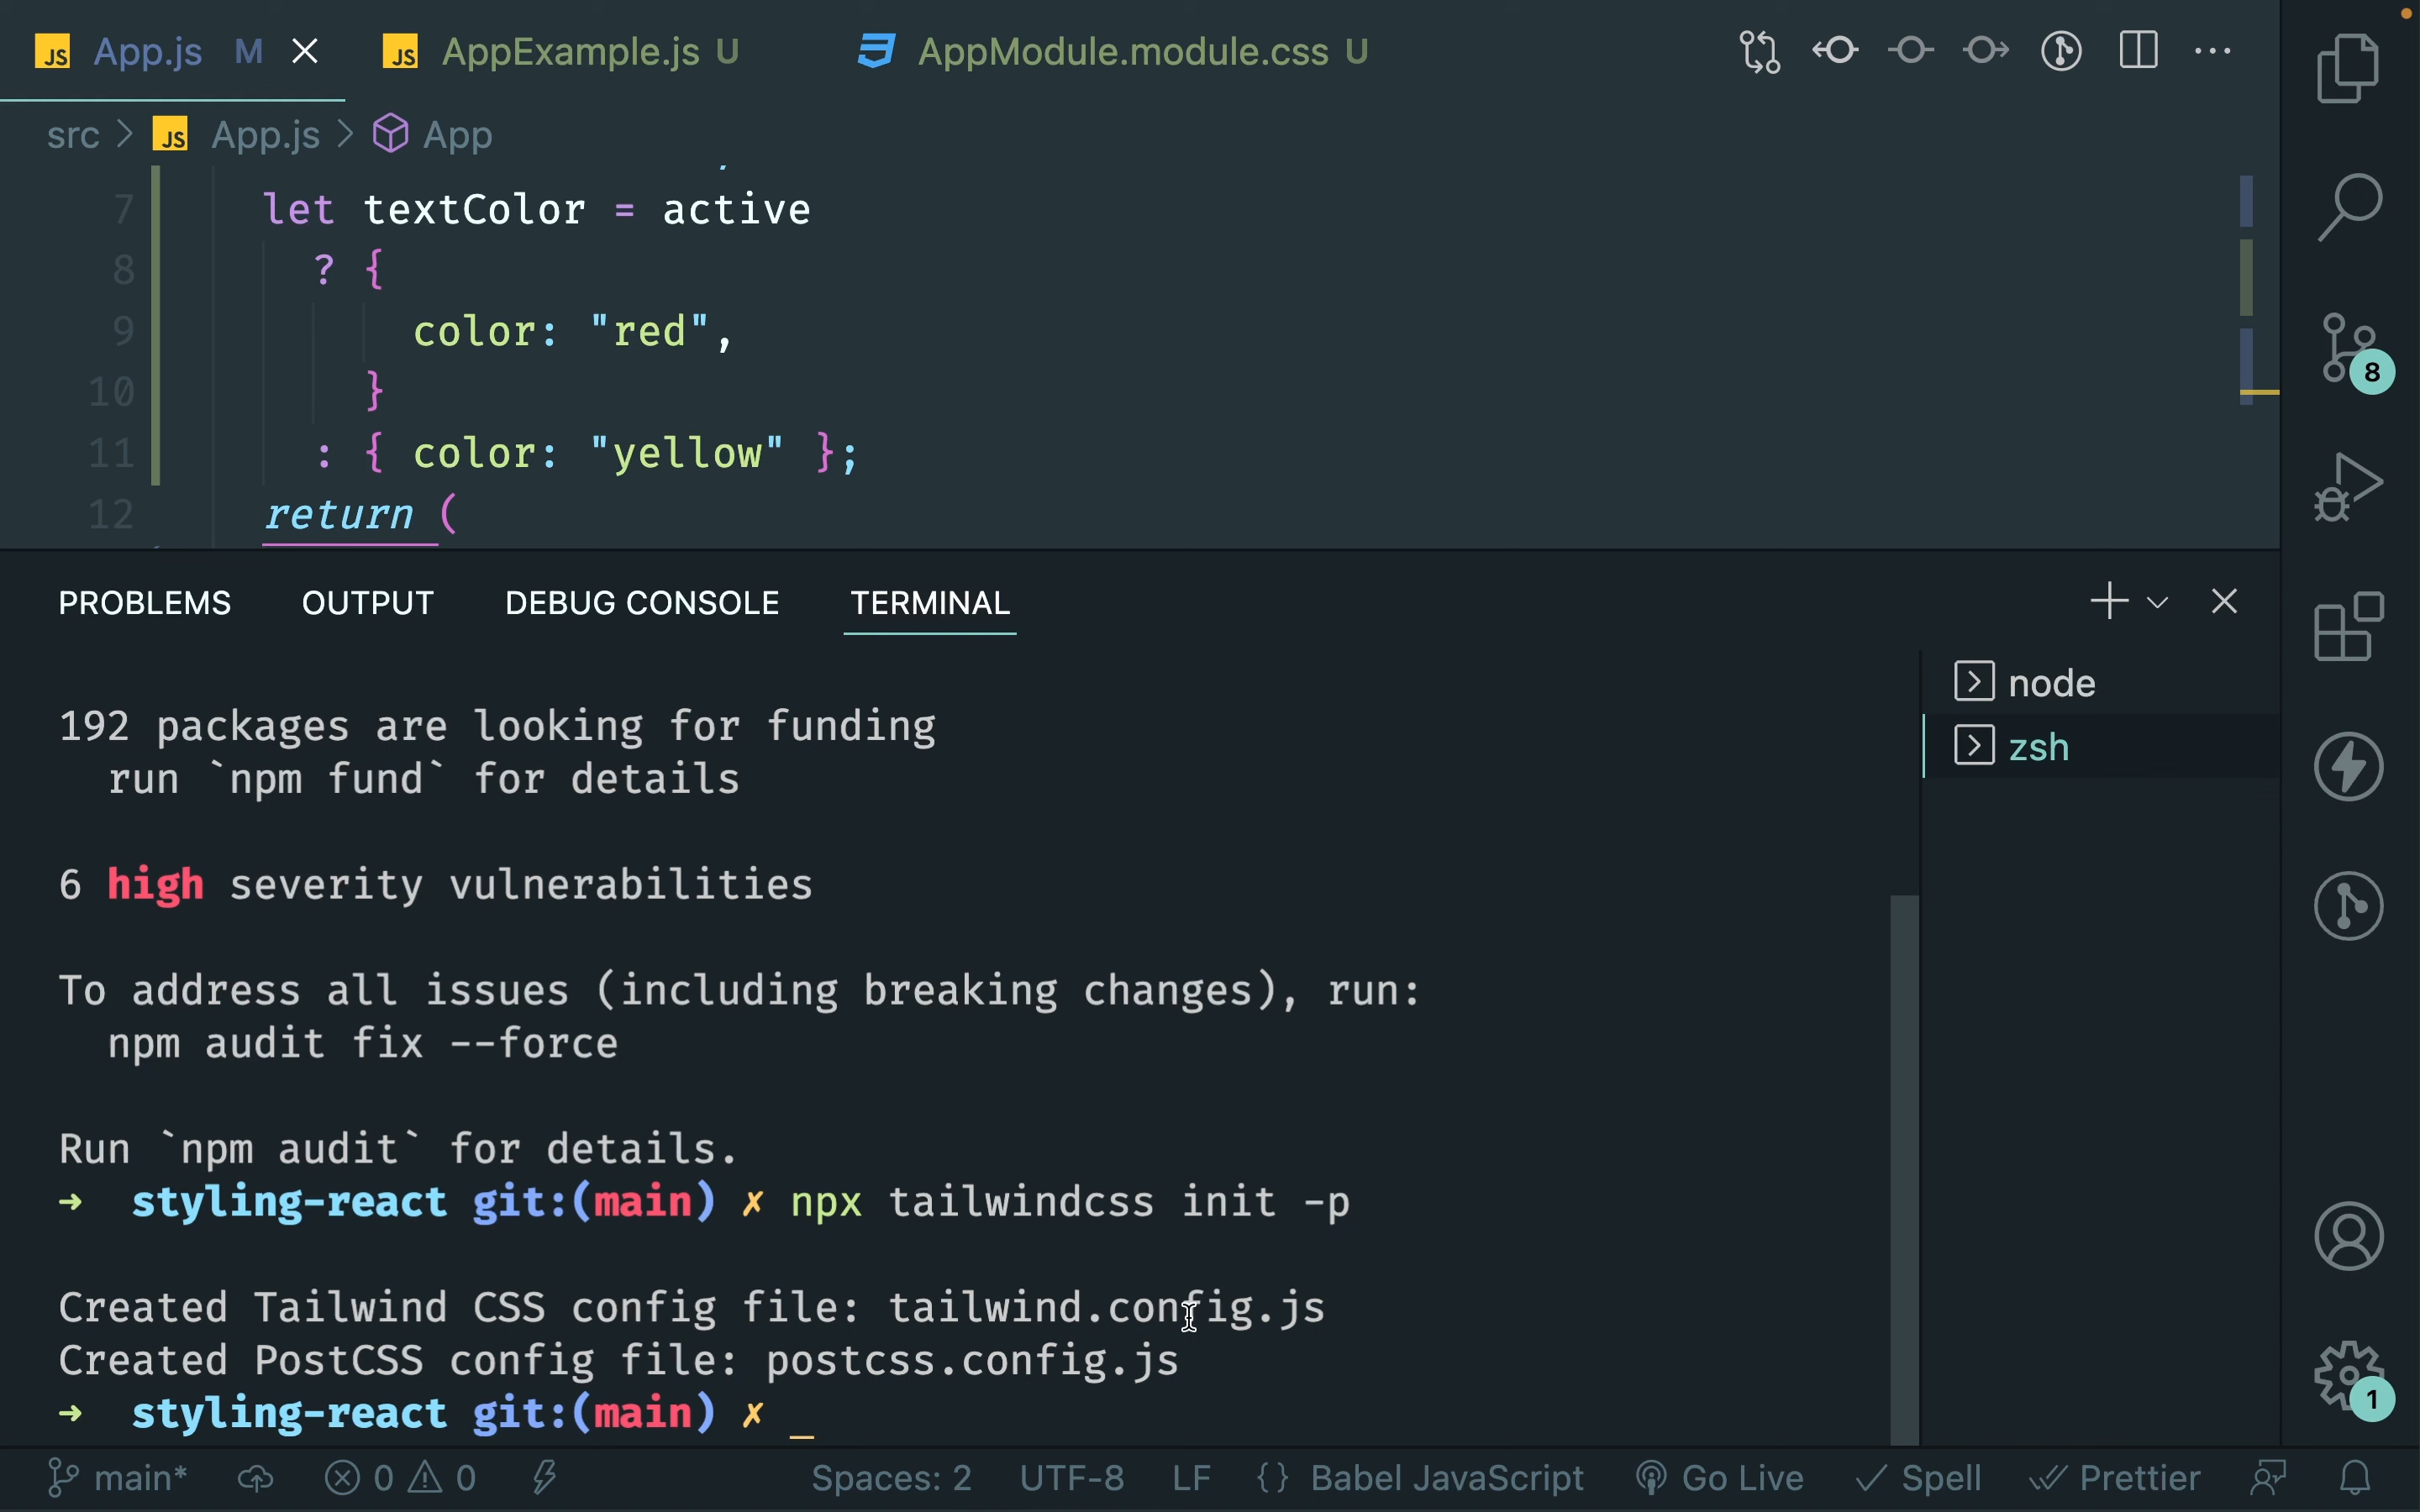 JS App.js M
JS AppExample.js U
AppModule.module.css U
src > JS App.js > App
7 let textColor = active
8 ? {
9 color: "red",
10 }
11 : { color: "yellow" };
12 return (
PROBLEMS OUTPUT DEBUG CONSOLE TERMINAL
192 packages are looking for funding
run `npm fund` for details
6 high severity vulnerabilities
To address all issues (including breaking changes), run:
npm audit fix --force
Run `npm audit` for details.
➜ styling-react git:(main) ✗ npx tailwindcss init -p
Created Tailwind CSS config file: tailwind.config.js
Created PostCSS config file: postcss.config.js
➜ styling-react git:(main) ✗ _
node
zsh
8
1
main* 0 0 Spaces: 2 UTF-8 LF {} Babel JavaScript Go Live Spell Prettier